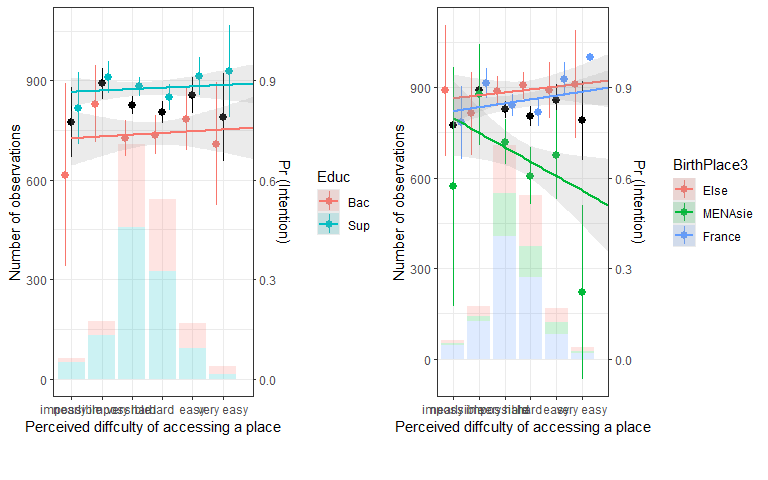 Number of observations
900
600
300
0
0.9
0.6
0.3
0.0
Pr (Intention)
very easy
Perceived diffculty of accessing a place
Educ
Bac
Sup
Number of observations
900
600
300
0
0.9
0.6
0.3
0.0
Pr (Intention)
very easy
Perceived diffculty of accessing a place
BirthPlace3
Else
MENAsie
France